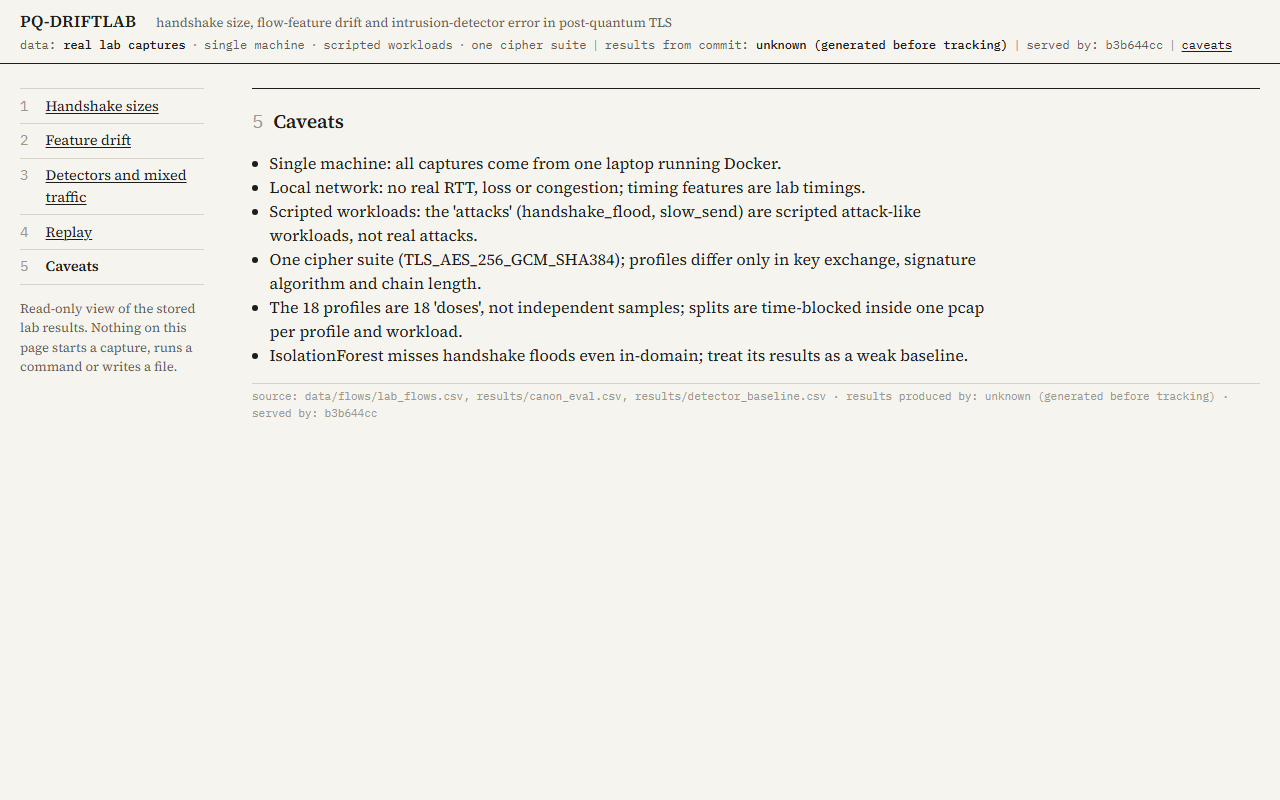 PQ-DRIFTLAB handshake size, flow-feature drift and intrusion-detector error in post-quantum TLS
data: real lab captures · single machine · scripted workloads · one cipher suite | results from commit: unknown (generated before tracking) | served by: b3b644cc | caveats
1 Handshake sizes
2 Feature drift
3 Detectors and mixed
traffic
4 Replay
5 Caveats
Read-only view of the stored
lab results. Nothing on this
page starts a capture, runs a
command or writes a file.
5 Caveats
• Single machine: all captures come from one laptop running Docker.
• Local network: no real RTT, loss or congestion; timing features are lab timings.
• Scripted workloads: the 'attacks' (handshake_flood, slow_send) are scripted attack-like
workloads, not real attacks.
• One cipher suite (TLS_AES_256_GCM_SHA384); profiles differ only in key exchange, signature
algorithm and chain length.
• The 18 profiles are 18 'doses', not independent samples; splits are time-blocked inside one pcap
per profile and workload.
• IsolationForest misses handshake floods even in-domain; treat its results as a weak baseline.
source: data/flows/lab_flows.csv, results/canon_eval.csv, results/detector_baseline.csv · results produced by: unknown (generated before tracking) ·
served by: b3b644cc